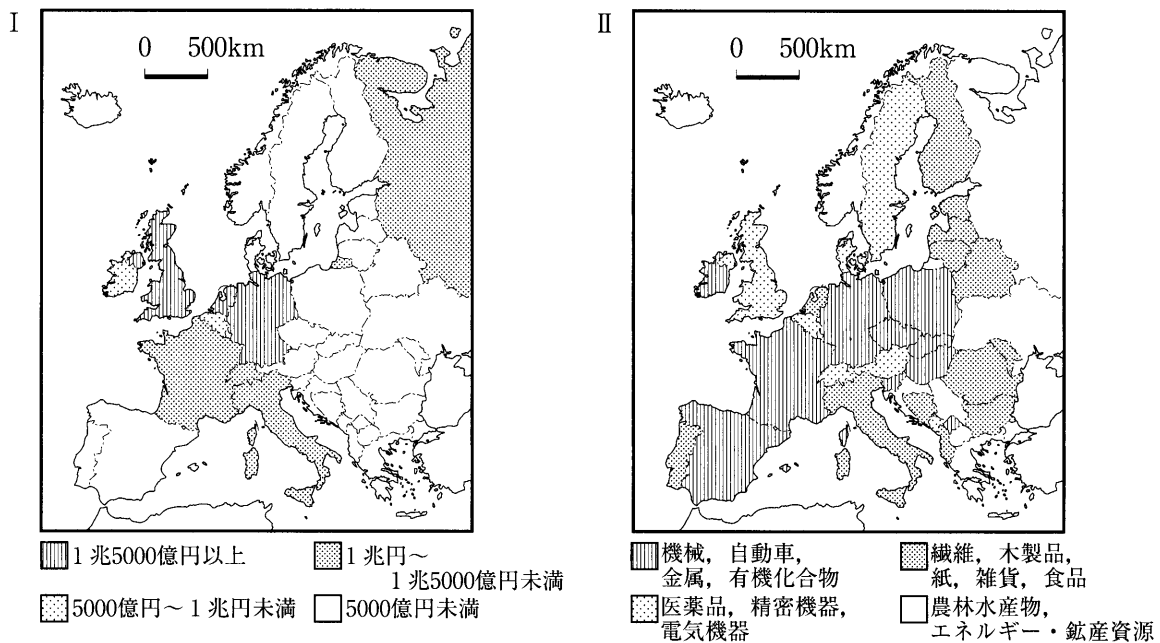 Ⅰ
0 500km
1兆5000億円以上
1兆円～
1兆5000億円未満
5000億円～1兆円未満
5000億円未満
Ⅱ
0 500km
機械，自動車，
金属，有機化合物
繊維，木製品，
紙，雑貨，食品
医薬品，精密機器，
電気機器
農林水産物，
エネルギー・鉱産資源